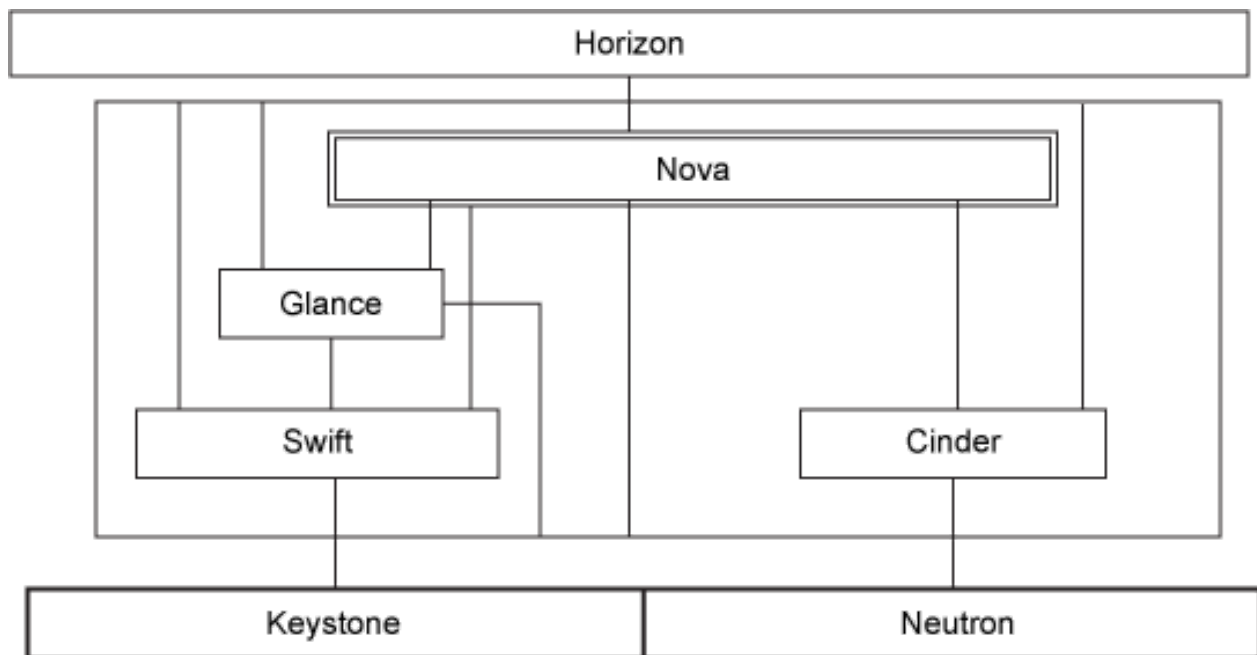 Horizon
Nova
Glance
Swift
Cinder
Keystone
Neutron